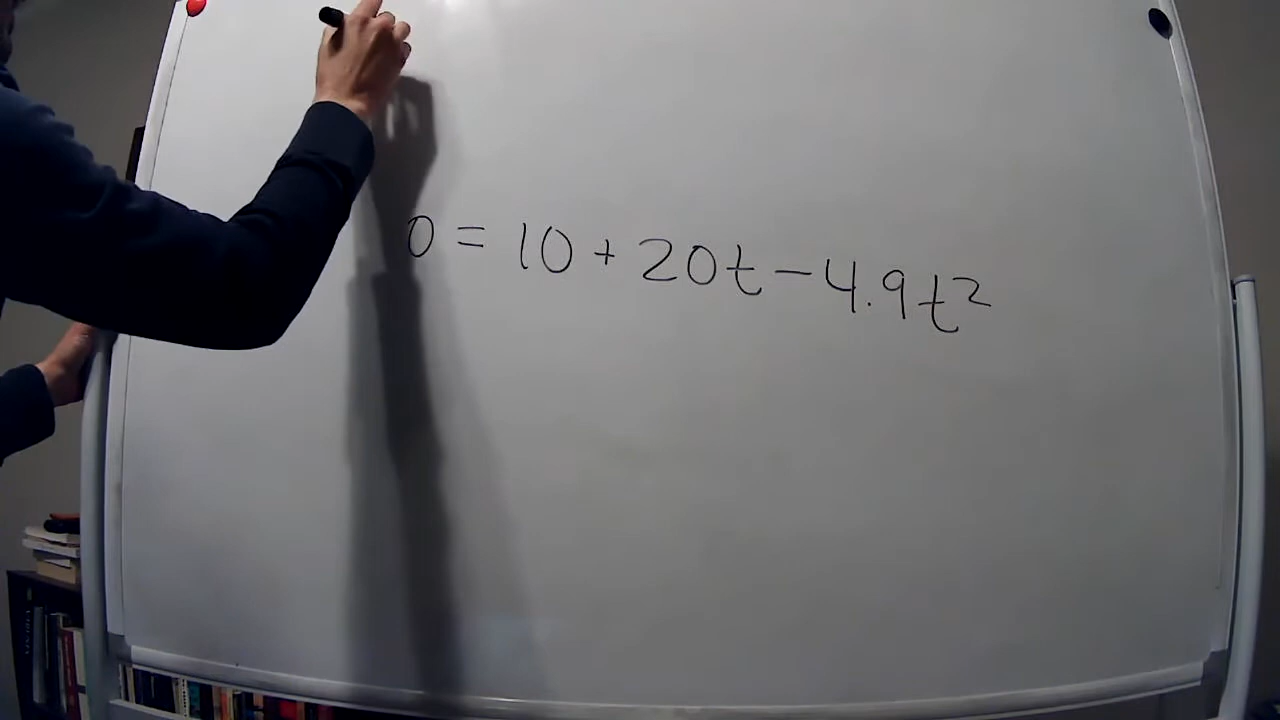 0 = 10 + 20t - 4.9t²